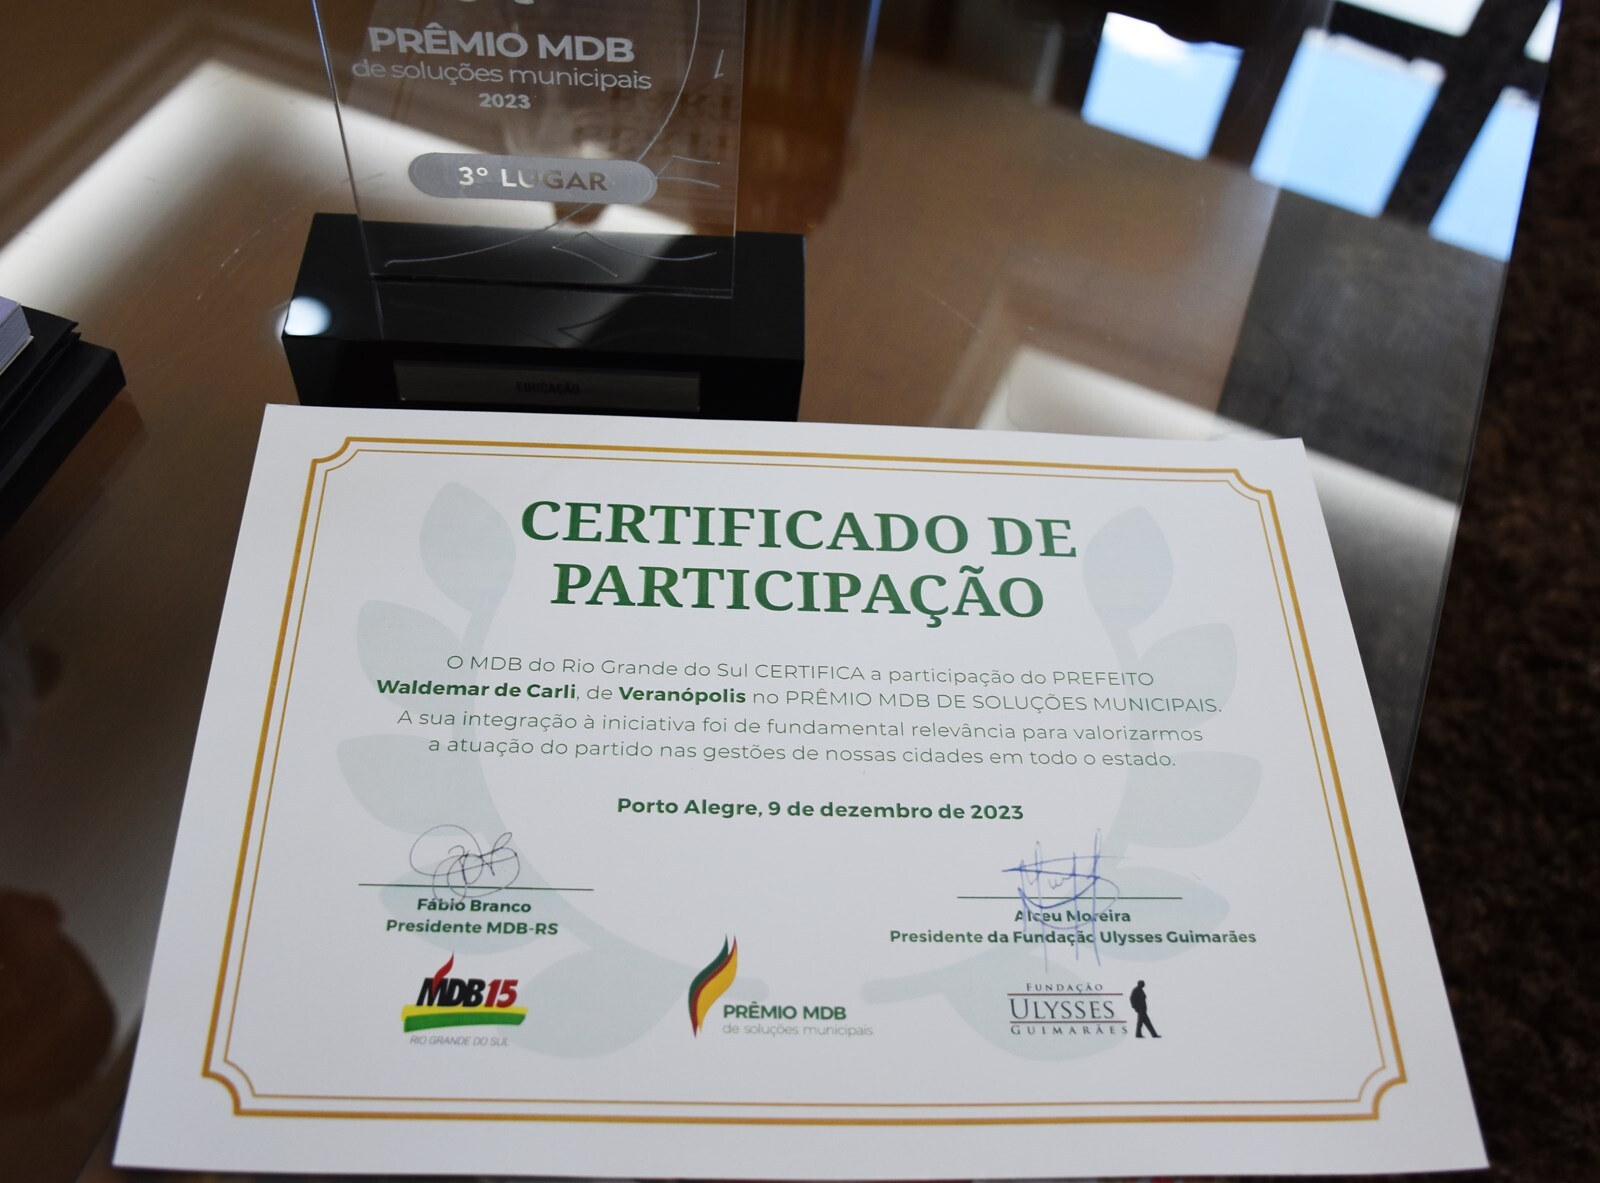 PRÊMIO MDB
de soluções municipais
2023
3º LUGAR
EDUCAÇÃO
CERTIFICADO DE
PARTICIPAÇÃO
O MDB do Rio Grande do Sul CERTIFICA a participação do PREFEITO
Waldemar de Carli, de Veranópolis no PRÊMIO MDB DE SOLUÇÕES MUNICIPAIS.
A sua integração à iniciativa foi de fundamental relevância para valorizarmos
a atuação do partido nas gestões de nossas cidades em todo o estado.
Porto Alegre, 9 de dezembro de 2023
Fábio Branco
Presidente MDB-RS
Alceu Moreira
Presidente da Fundação Ulysses Guimarães
MDB15
RIO GRANDE DO SUL
PRÊMIO MDB
de soluções municipais
FUNDAÇÃO
ULYSSES
GUIMARÃES